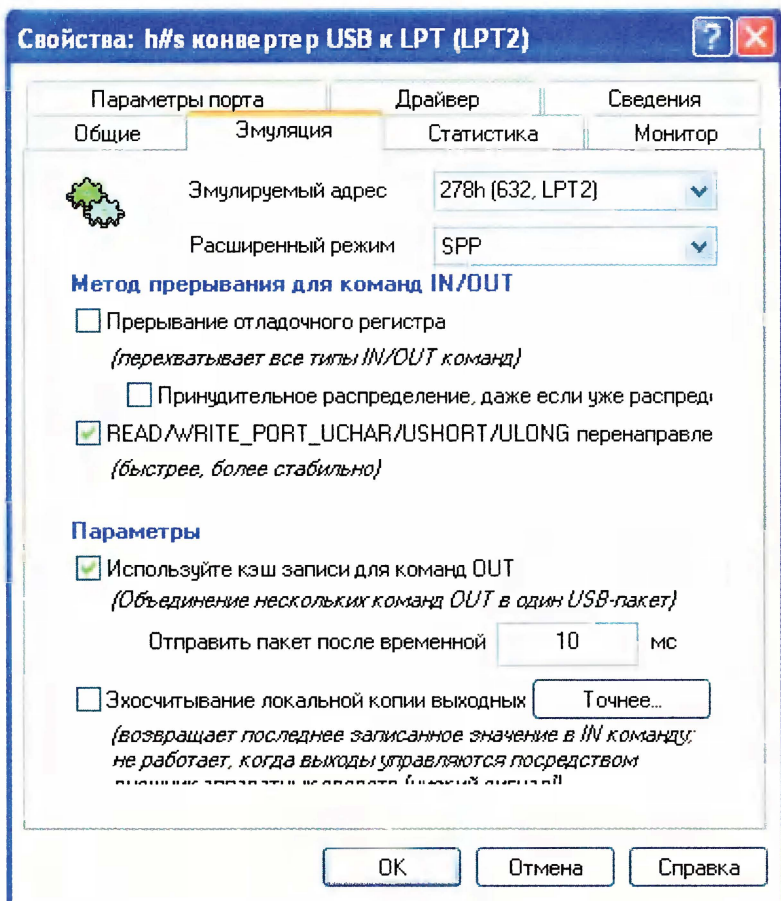 Свойства: h#s конвертер USB к LPT (LPT2)
Параметры порта Драйвер Сведения
Общие Эмуляция Статистика Монитор
Эмулируемый адрес 278h (632, LPT2)
Расширенный режим SPP
Метод прерывания для команд IN/OUT
Прерывание отладочного регистра
(перехватывает все типы IN/OUT команд)
Принудительное распределение, даже если уже распреде
READ/WRITE_PORT_UCHAR/USHORT/ULONG перенаправле
(быстрее, более стабильно)
Параметры
Используйте кэш записи для команд OUT
(Объединение нескольких команд OUT в один USB-пакет)
Отправить пакет после временной 10 мс
Эхосчитывание локальной копии выходных Точнее...
(возвращает последнее записанное значение в IN команду;
не работает, когда выходы управляются посредством
ОК Отмена Справка